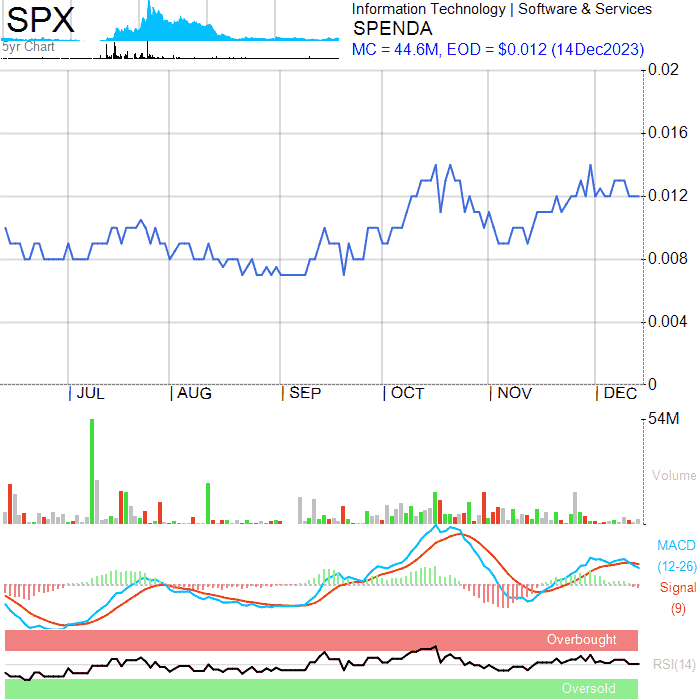 SPX
5yr Chart
Information Technology | Software & Services
SPENDA
MC = 44.6M, EOD = $0.012 (14Dec2023)
0.02
0.016
0.012
0.008
0.004
0
JUL AUG SEP OCT NOV DEC
54M
Volume
MACD
(12-26)
Signal
(9)
Overbought
RSI(14)
Oversold